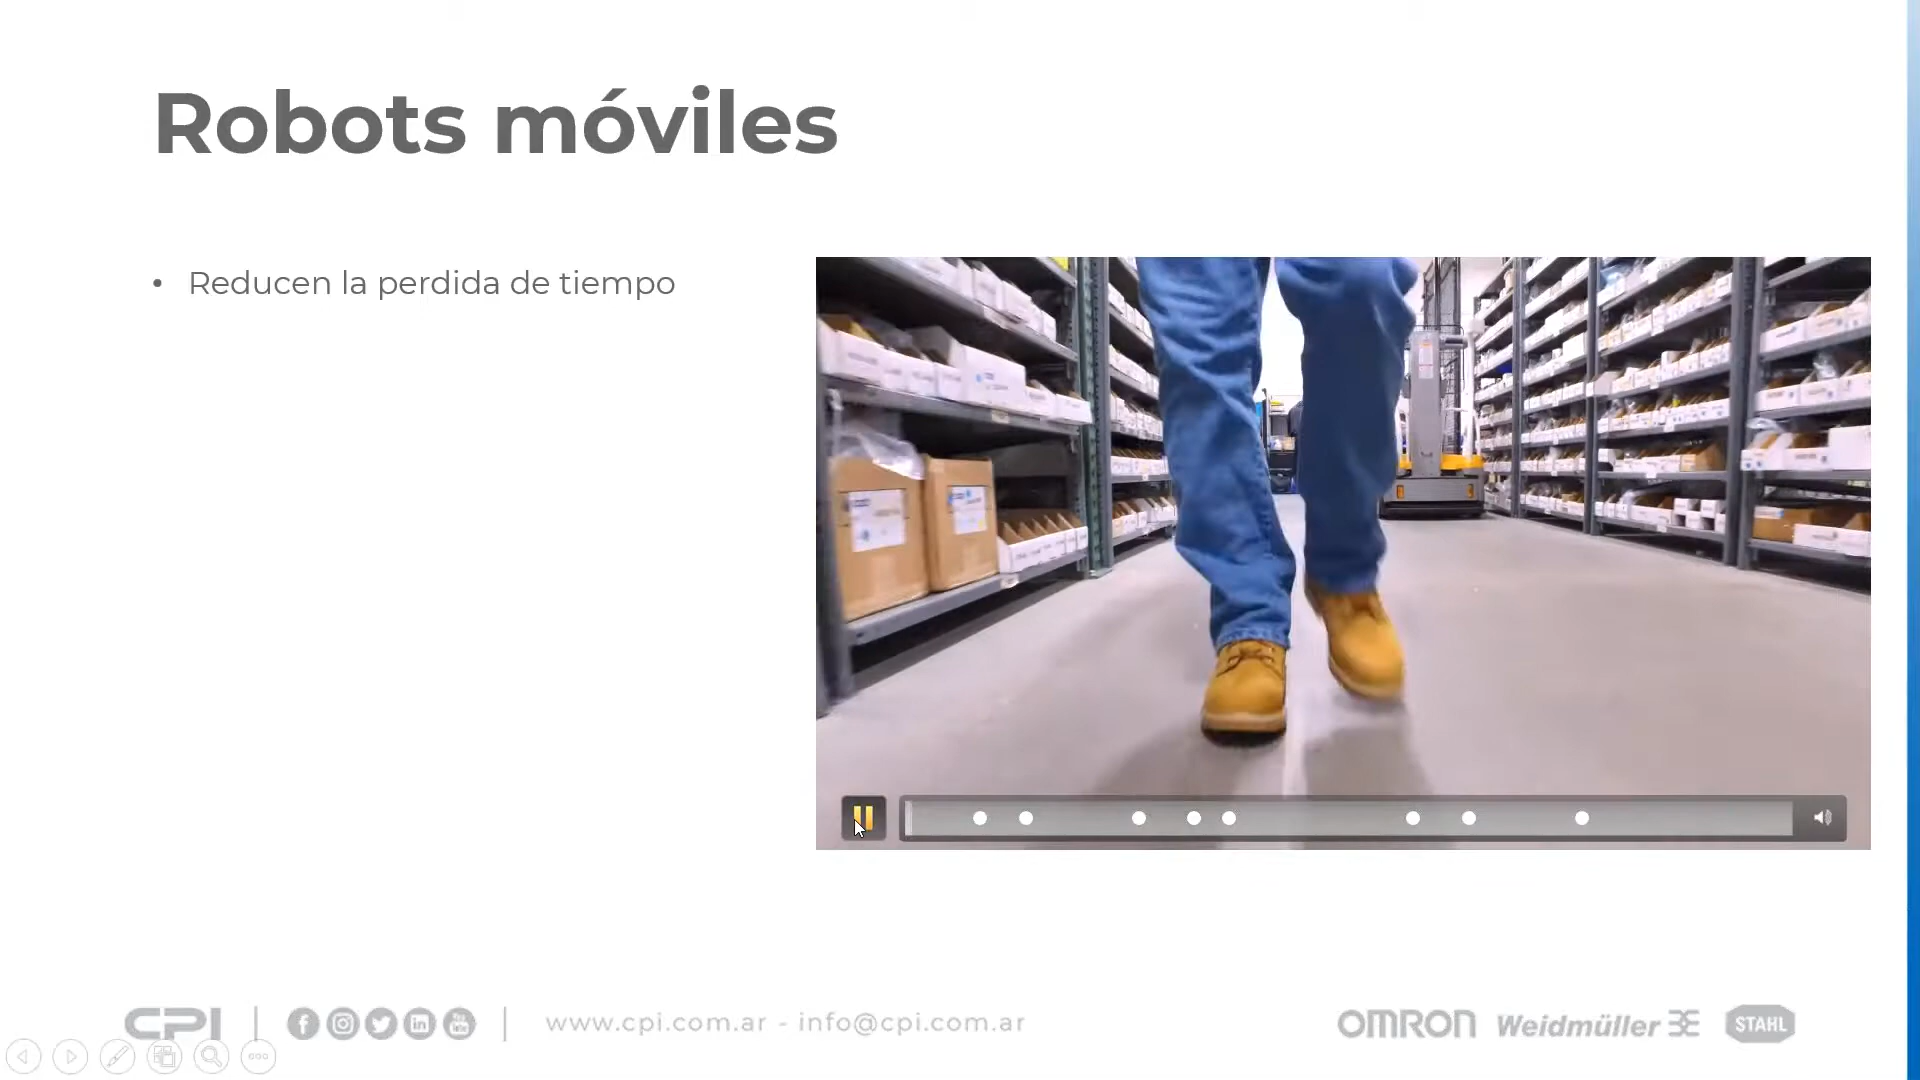 Robots móviles
• Reducen la perdida de tiempo
CPI
www.cpi.com.ar - info@cpi.com.ar
OMRON
Weidmüller
STAHL